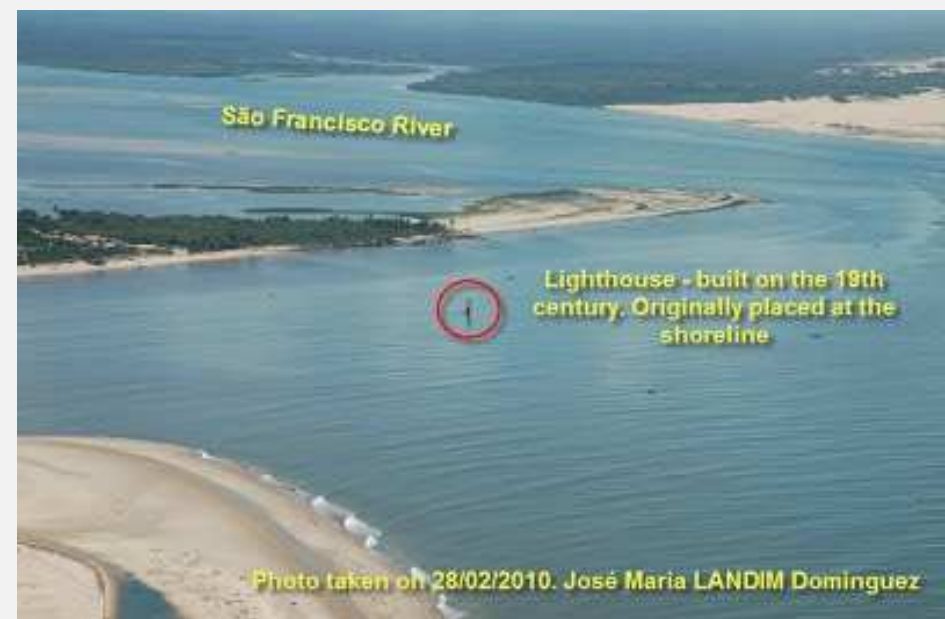 São Francisco River
Lighthouse - built on the 19th
century. Originally placed at the
shoreline
Photo taken on 28/02/2010. José Maria LANDIM Dominguez